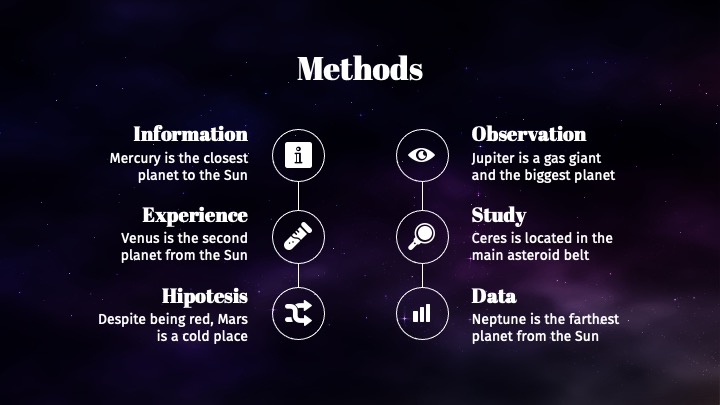 Methods
Information
Mercury is the closest
planet to the Sun
Experience
Venus is the second
planet from the Sun
Hipotesis
Despite being red, Mars
is a cold place
Observation
Jupiter is a gas giant
and the biggest planet
Study
Ceres is located in the
main asteroid belt
Data
Neptune is the farthest
planet from the Sun